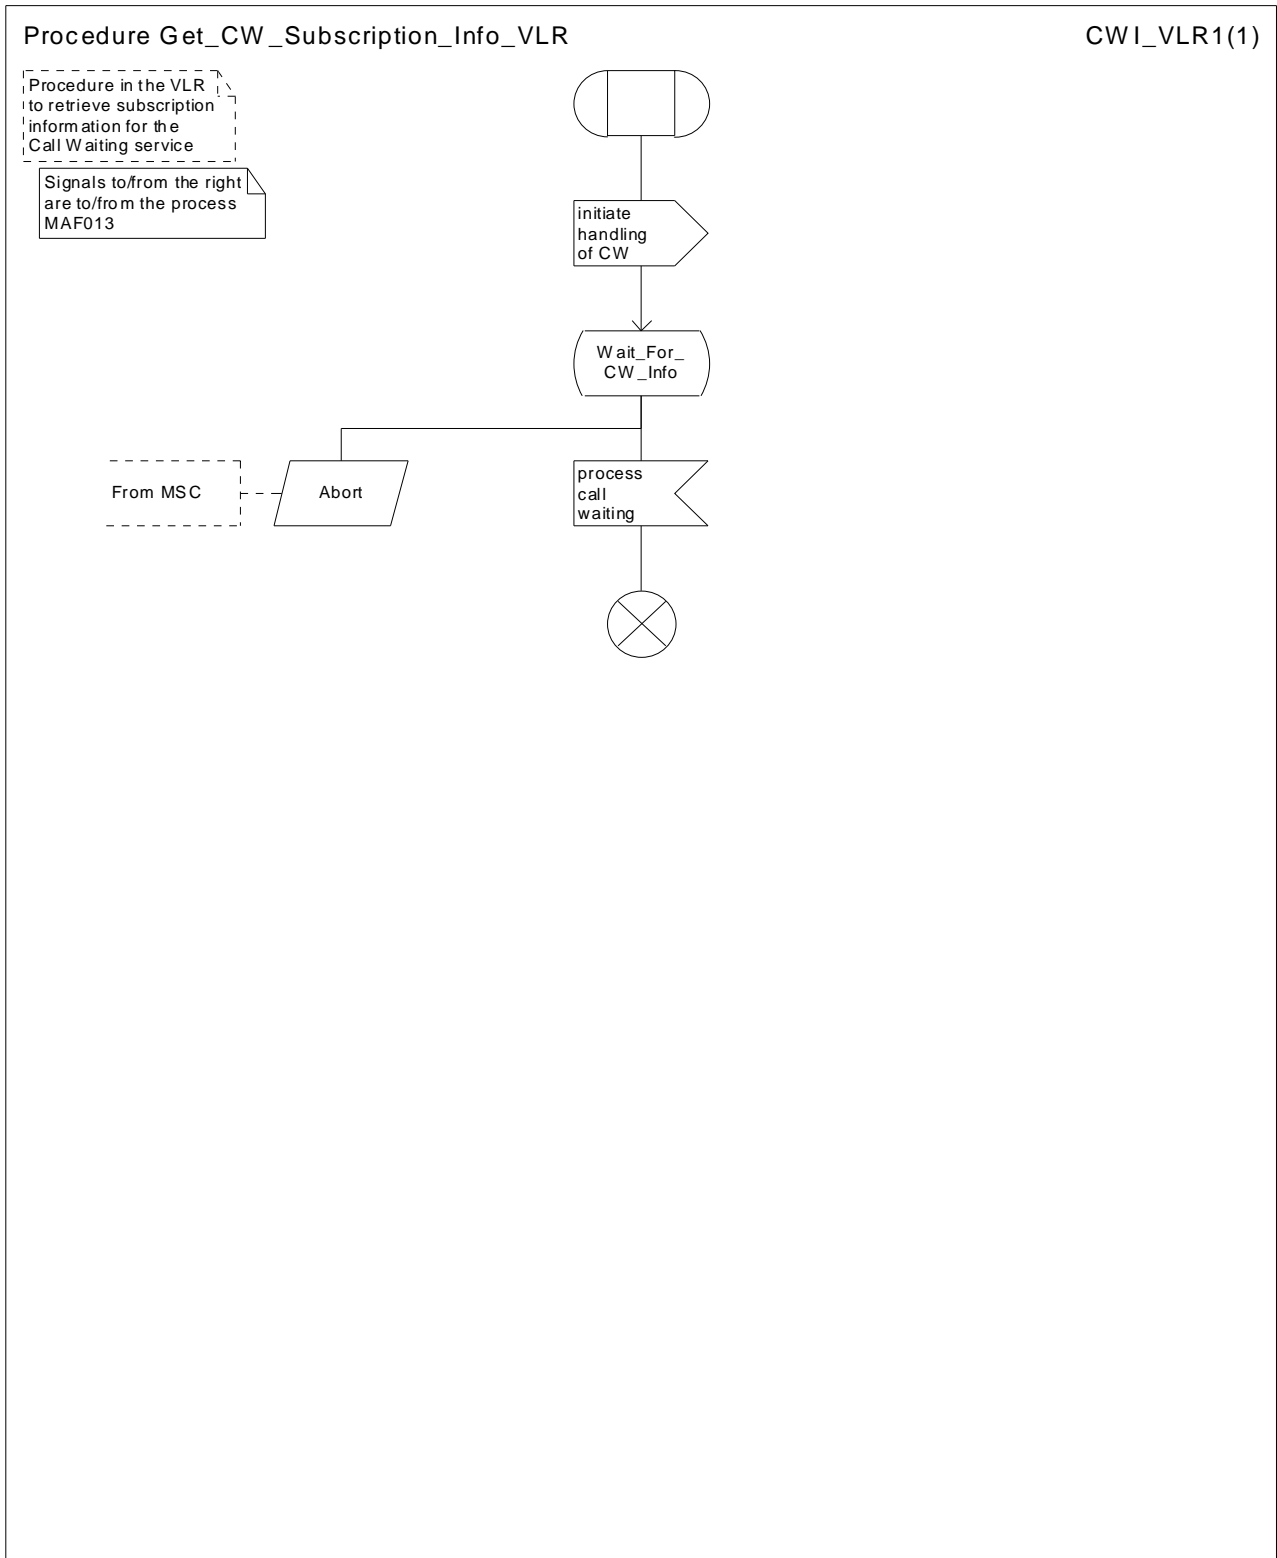 Procedure Get_CW_Subscription_Info_VLR
CWI_VLR1(1)
Procedure in the VLR
to retrieve subscription
information for the
Call Waiting service
Signals to/from the right
are to/from the process
MAF013
initiate
handling
of CW
Wait_For_
CW_Info
From MSC
Abort
process
call
waiting